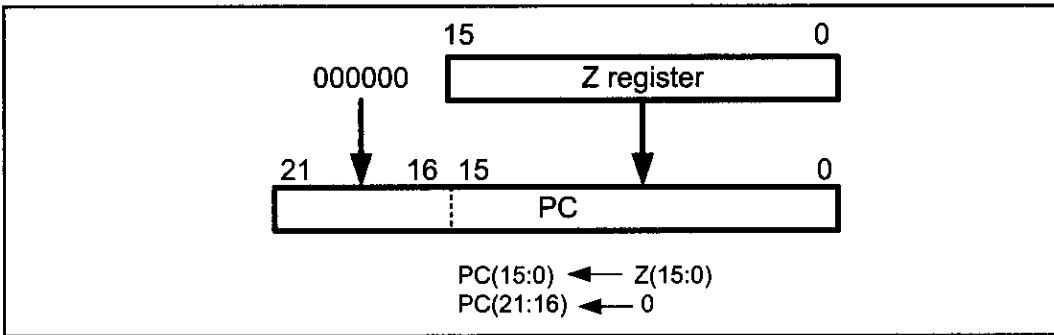 15 0
000000 Z register
21 16 15 0
PC
PC(15:0) ← Z(15:0)
PC(21:16) ← 0